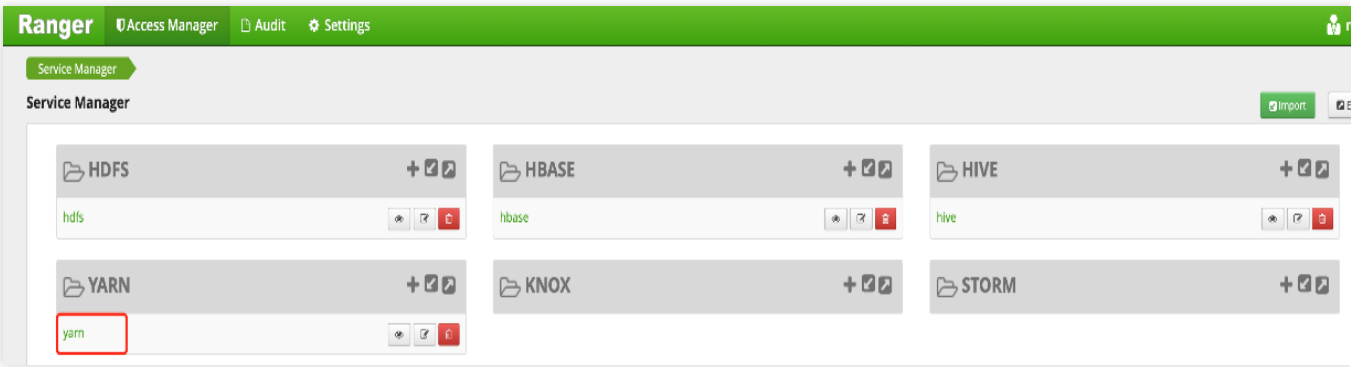 Ranger Access Manager Audit Settings
Service Manager
Service Manager
Import
HDFS HBASE HIVE
hdfs hbase hive
YARN KNOX STORM
yarn